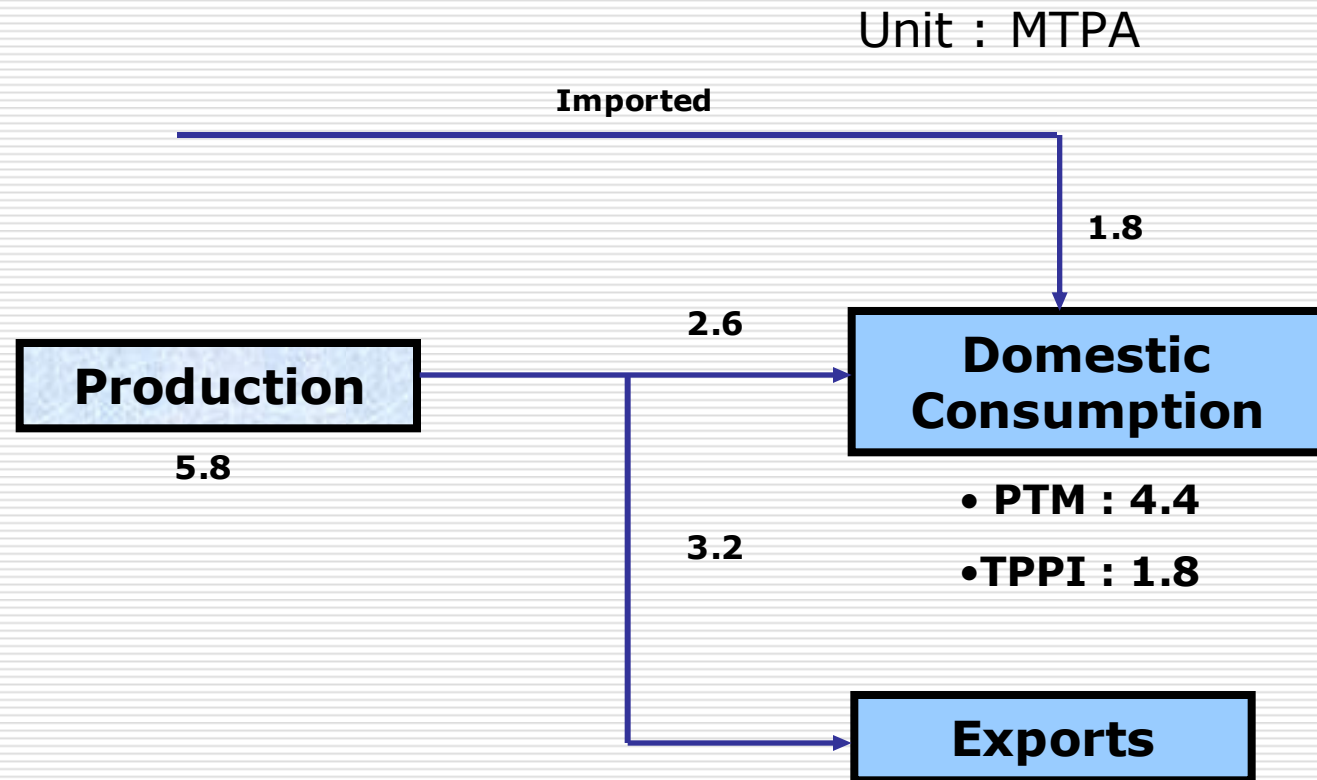 Unit : MTPA
Imported
1.8
2.6
Production
Domestic
Consumption
5.8
• PTM : 4.4
3.2
•TPPI : 1.8
Exports